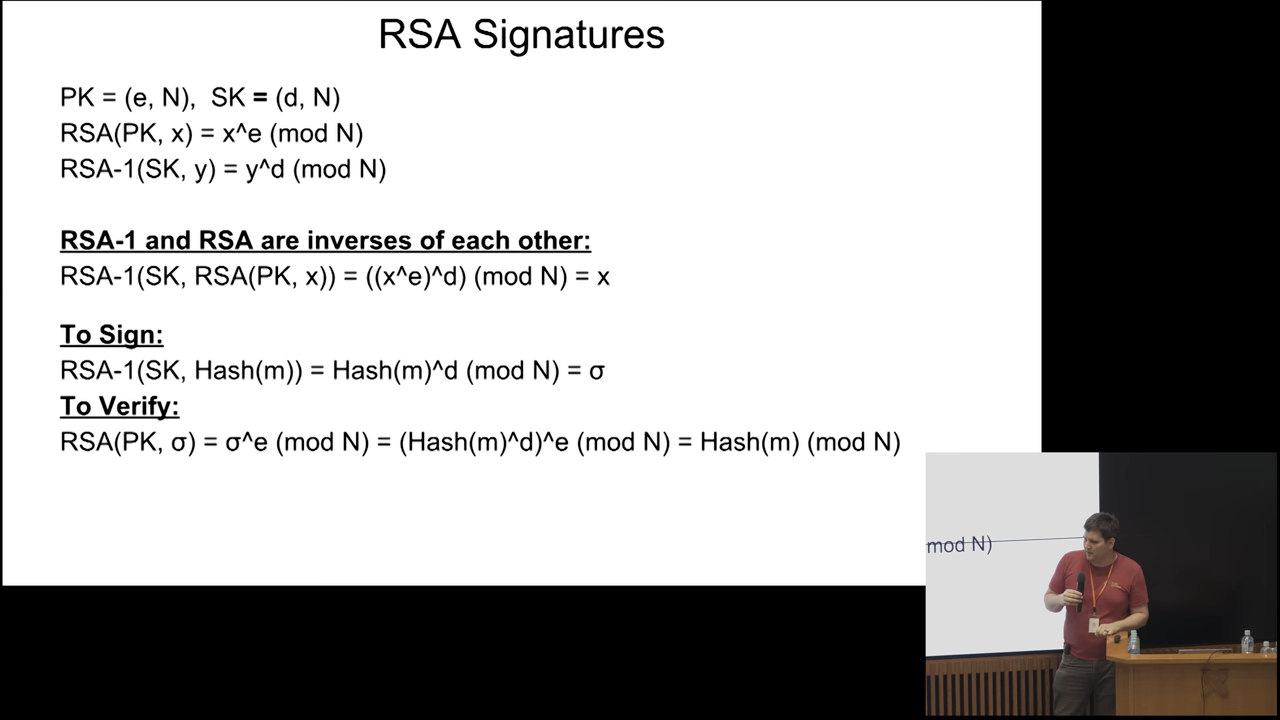 RSA Signatures
PK = (e, N), SK = (d, N)
RSA(PK, x) = x^e (mod N)
RSA-1(SK, y) = y^d (mod N)
RSA-1 and RSA are inverses of each other:
RSA-1(SK, RSA(PK, x)) = ((x^e)^d) (mod N) = x
To Sign:
RSA-1(SK, Hash(m)) = Hash(m)^d (mod N) = σ
To Verify:
RSA(PK, σ) = σ^e (mod N) = (Hash(m)^d)^e (mod N) = Hash(m) (mod N)
mod N)